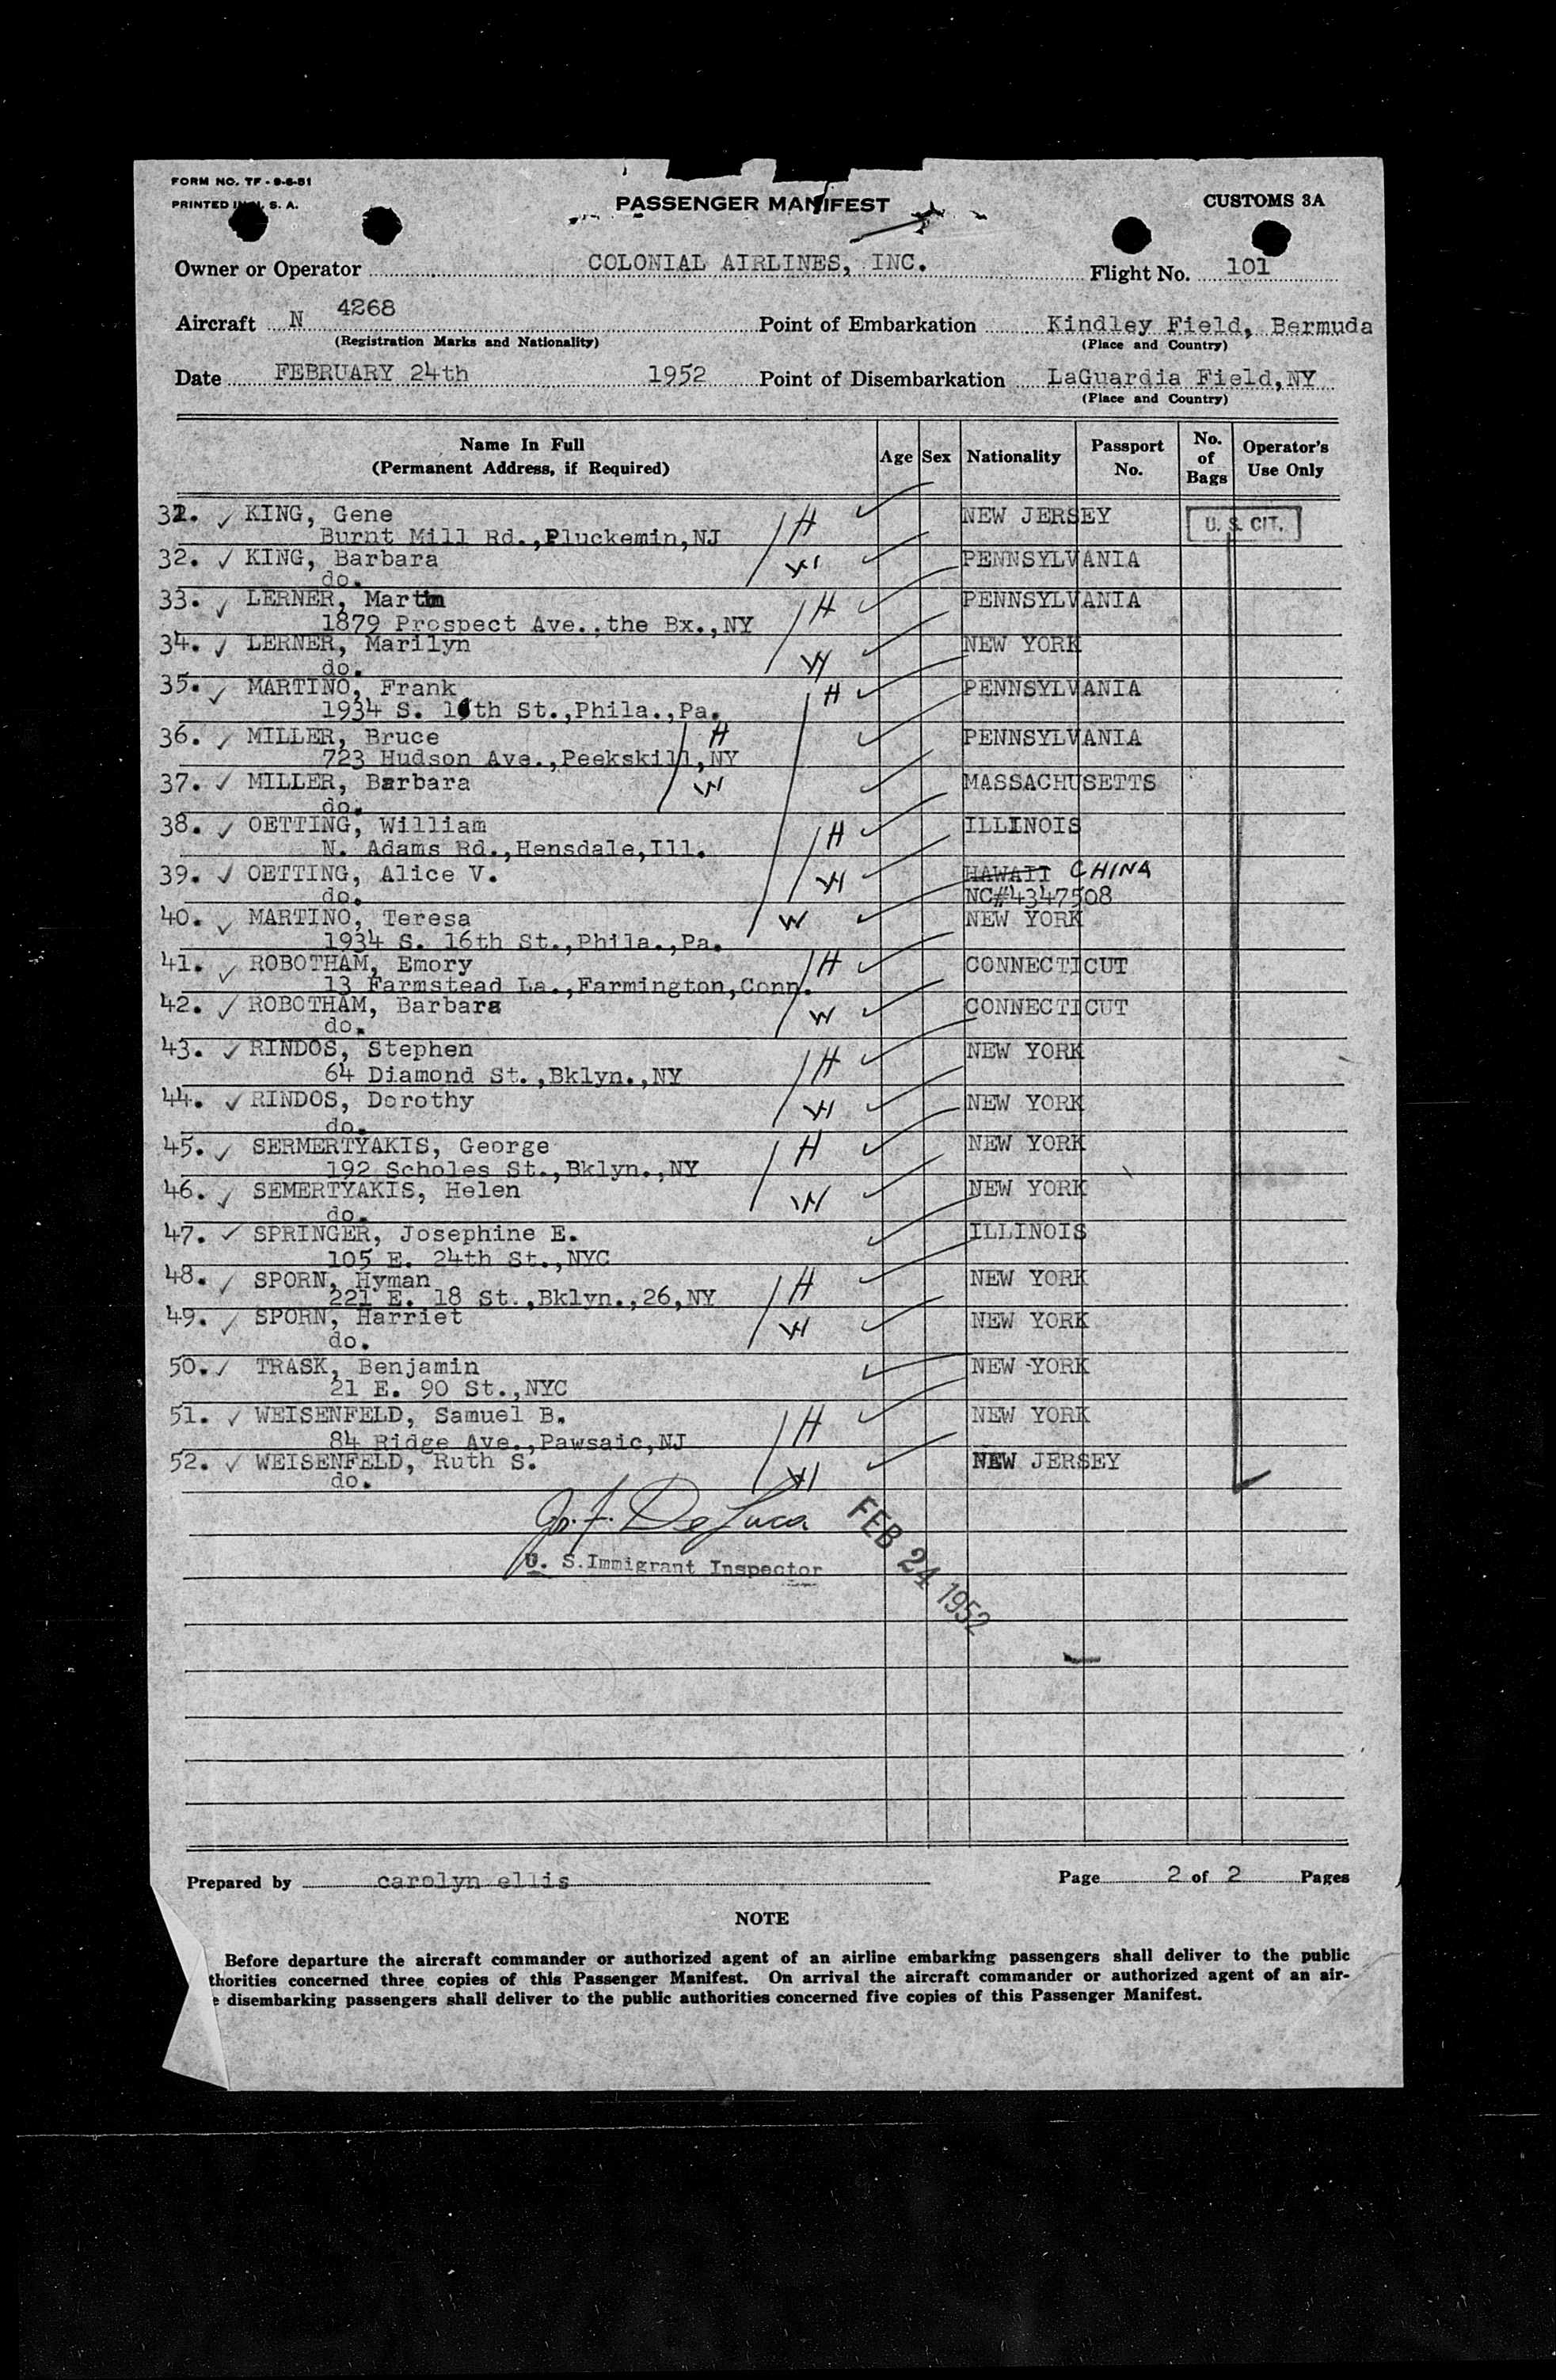 FORM NO. TF - 9-6-51
PRINTED IN U. S. A.
PASSENGER MANIFEST
CUSTOMS 3A
Owner or Operator COLONIAL AIRLINES, INC. Flight No. 101
Aircraft N 4268 Point of Embarkation Kindley Field, Bermuda
(Registration Marks and Nationality) (Place and Country)
Date FEBRUARY 24th 1952 Point of Disembarkation LaGuardia Field, NY
(Place and Country)
Name In Full (Permanent Address, if Required) Age Sex Nationality Passport No. No. of Bags Operator's Use Only
31. ✓ KING, Gene H ✓ NEW JERSEY U. S. CIT.
Burnt Mill Rd.,Pluckemin,NJ
32. ✓ KING, Barbara W ✓ PENNSYLVANIA
do.
33. ✓ LERNER, Martin H ✓ PENNSYLVANIA
1879 Prospect Ave.,the Bx.,NY
34. ✓ LERNER, Marilyn W ✓ NEW YORK
do.
35. ✓ MARTINO, Frank H ✓ PENNSYLVANIA
1934 S. 16th St.,Phila.,Pa.
36. ✓ MILLER, Bruce H ✓ PENNSYLVANIA
723 Hudson Ave.,Peekskill,NY
37. ✓ MILLER, Barbara W ✓ MASSACHUSETTS
do.
38. ✓ OETTING, William H ✓ ILLINOIS
N. Adams Rd.,Hensdale,Ill.
39. ✓ OETTING, Alice V. W ✓ HAWAII CHINA
do. NC#4347508
40. ✓ MARTINO, Teresa W ✓ NEW YORK
1934 S. 16th St.,Phila.,Pa.
41. ✓ ROBOTHAM, Emory H ✓ CONNECTICUT
13 Farmstead La.,Farmington,Conn.
42. ✓ ROBOTHAM, Barbara W ✓ CONNECTICUT
do.
43. ✓ RINDOS, Stephen H ✓ NEW YORK
64 Diamond St.,Bklyn.,NY
44. ✓ RINDOS, Dorothy W ✓ NEW YORK
do.
45. ✓ SERMERTYAKIS, George H ✓ NEW YORK
192 Scholes St.,Bklyn.,NY
46. ✓ SEMERTYAKIS, Helen W ✓ NEW YORK
do.
47. ✓ SPRINGER, Josephine E. ✓ ILLINOIS
105 E. 24th St.,NYC
48. ✓ SPORN, Hyman H ✓ NEW YORK
221 E. 18 St.,Bklyn.,26,NY
49. ✓ SPORN, Harriet W ✓ NEW YORK
do.
50. ✓ TRASK, Benjamin ✓ NEW YORK
21 E. 90 St.,NYC
51. ✓ WEISENFELD, Samuel B. H ✓ NEW YORK
84 Ridge Ave.,Pawsaic,NJ
52. ✓ WEISENFELD, Ruth S. W ✓ NEW JERSEY
do.
De Luca
U. S. Immigrant Inspector
FEB 24 1952
Prepared by carolyn ellis Page 2 of 2 Pages
NOTE
Before departure the aircraft commander or authorized agent of an airline embarking passengers shall deliver to the public
thorities concerned three copies of this Passenger Manifest. On arrival the aircraft commander or authorized agent of an air-
e disembarking passengers shall deliver to the public authorities concerned five copies of this Passenger Manifest.